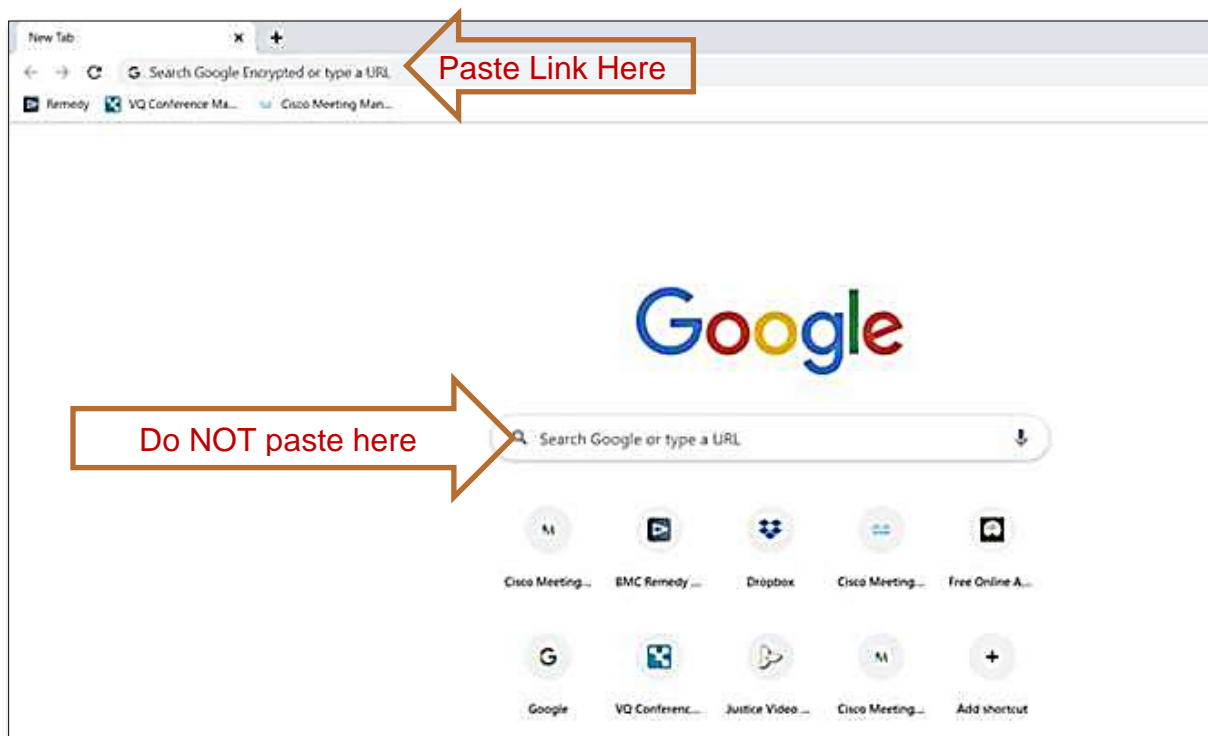 New Tab
G Search Google Encrypted or type a URL
Paste Link Here
Remedy VQ Conference Ma... Cisco Meeting Man...
Google
Do NOT paste here
Search Google or type a URL
M
Cisco Meeting... BMC Remedy ... Dropbox Cisco Meeting... Free Online A...
G M
Google VQ Conferenc... Justice Video ... Cisco Meeting... Add shortcut